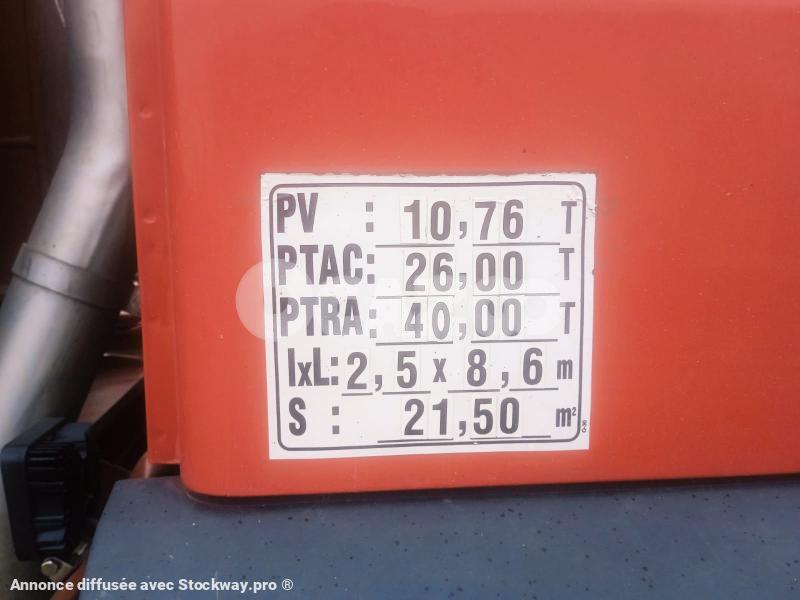 PV : 10,76 T
PTAC: 26,00 T
PTRA: 40,00 T
lxL: 2,5 x 8,6 m
S : 21,50 m²
G-30
Annonce diffusée avec Stockway.pro ®